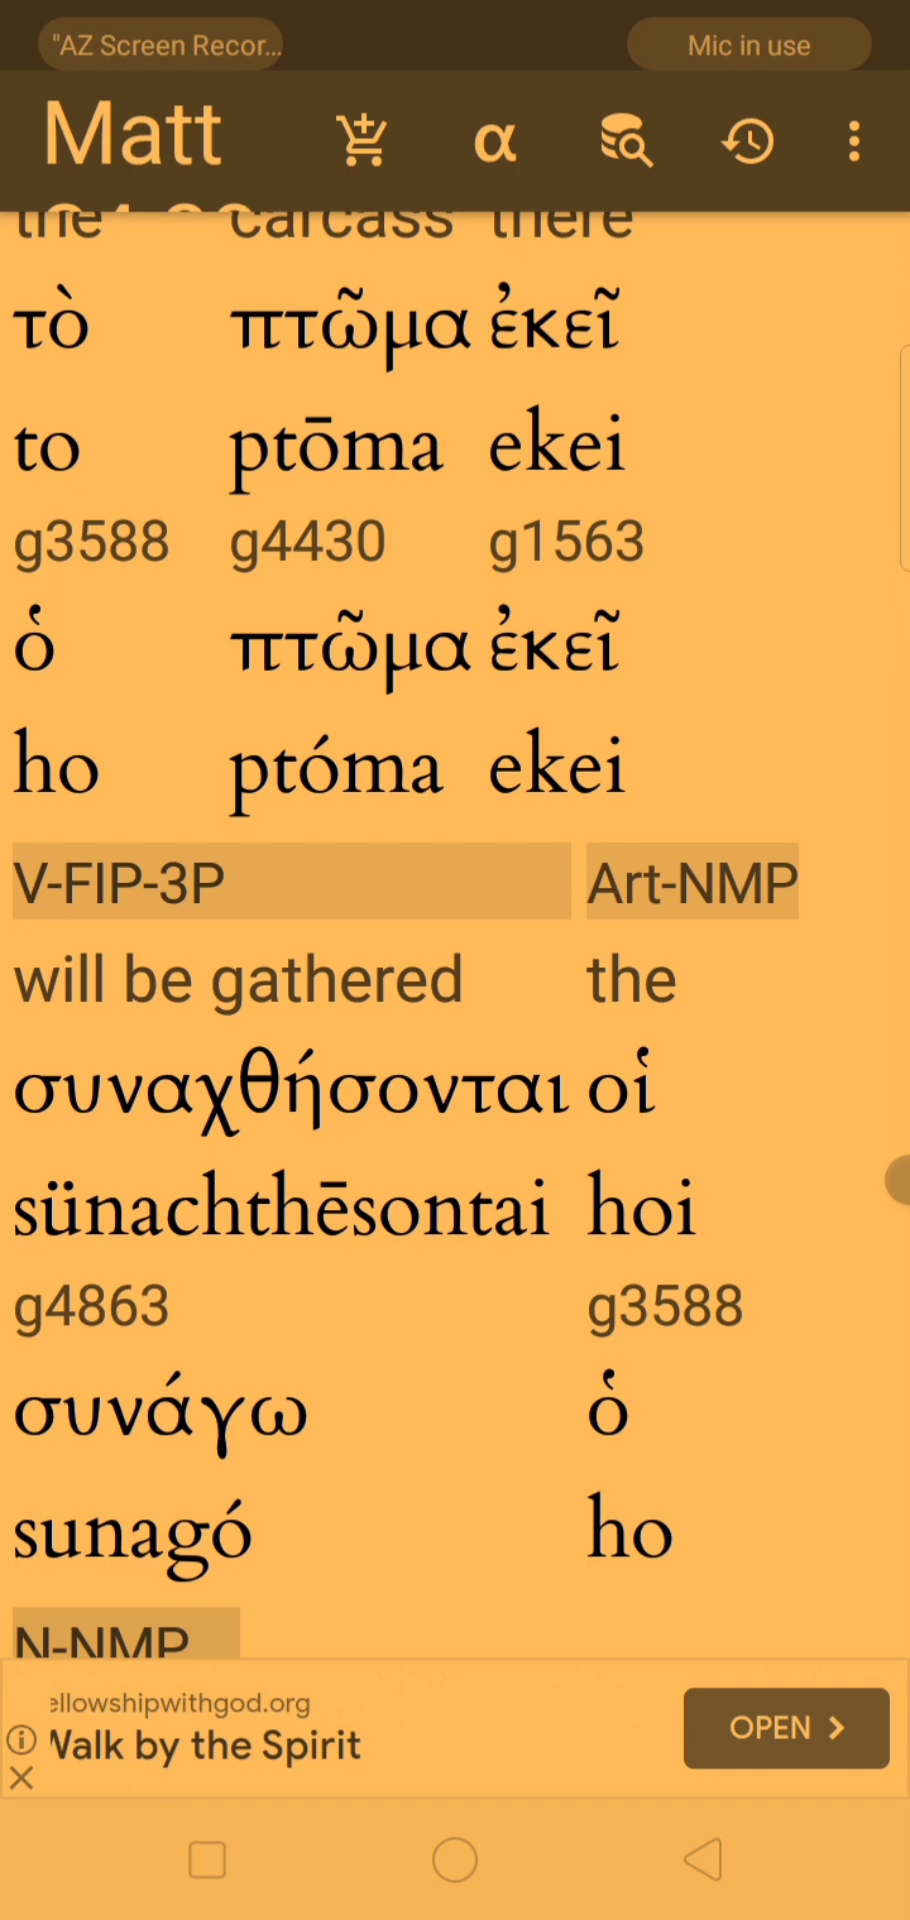 "AZ Screen Recor...
Mic in use
Matt
the carcass there
τὸ πτῶμα ἐκεῖ
to ptōma ekei
g3588 g4430 g1563
ὁ πτῶμα ἐκεῖ
ho ptóma ekei
V-FIP-3P Art-NMP
will be gathered the
συναχθήσονται οἱ
sünachthēsontai hoi
g4863 g3588
συνάγω ὁ
sunagó ho
N-NMP
ellowshipwithgod.org
Walk by the Spirit
OPEN